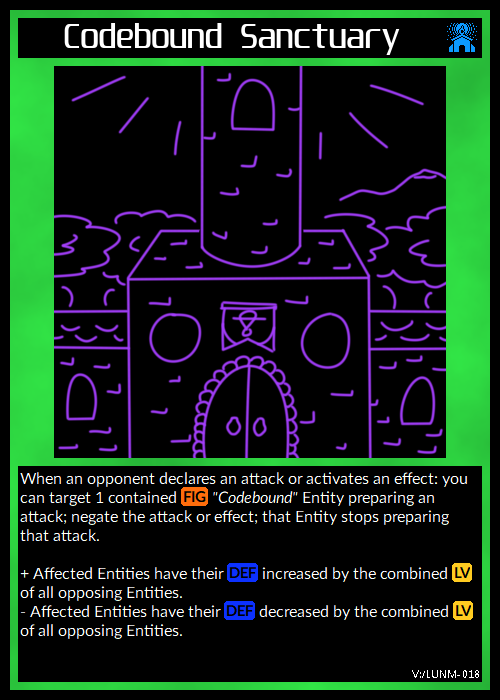 Codebound Sanctuary
When an opponent declares an attack or activates an effect: you
can target 1 contained FIG "Codebound" Entity preparing an
attack; negate the attack or effect; that Entity stops preparing
that attack.
+ Affected Entities have their DEF increased by the combined LV
of all opposing Entities.
- Affected Entities have their DEF decreased by the combined LV
of all opposing Entities.
V:/LUNM-018